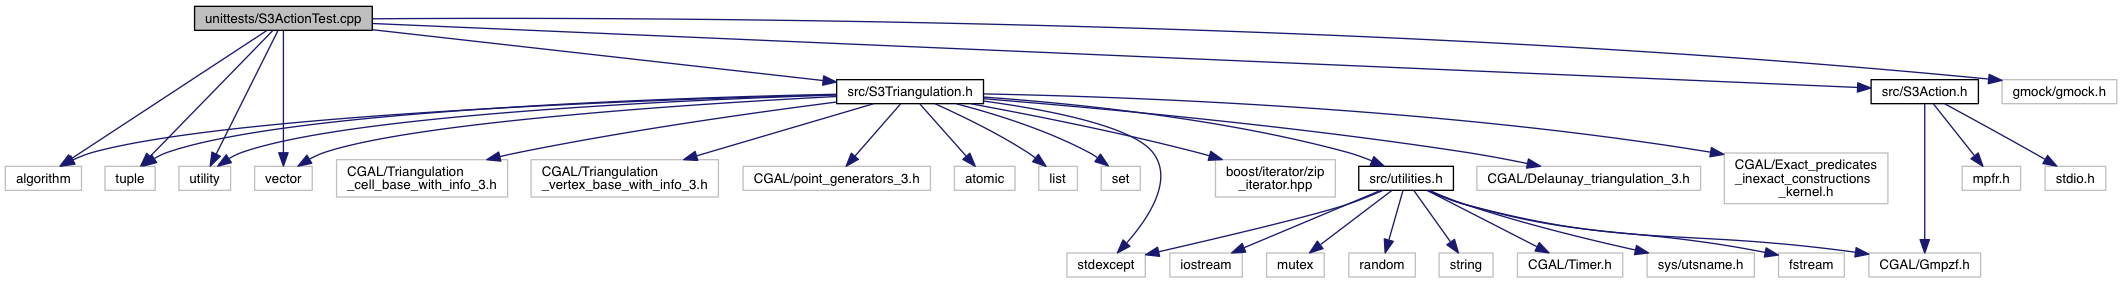 unittests/S3ActionTest.cpp
src/S3Triangulation.h
src/S3Action.h
gmock/gmock.h
algorithm
tuple
utility
vector
CGAL/Triangulation
_cell_base_with_info_3.h
CGAL/Triangulation
_vertex_base_with_info_3.h
CGAL/point_generators_3.h
atomic
list
set
boost/iterator/zip
_iterator.hpp
src/utilities.h
CGAL/Delaunay_triangulation_3.h
CGAL/Exact_predicates
_inexact_constructions
_kernel.h
mpfr.h
stdio.h
stdexcept
iostream
mutex
random
string
CGAL/Timer.h
sys/utsname.h
fstream
CGAL/Gmpzf.h